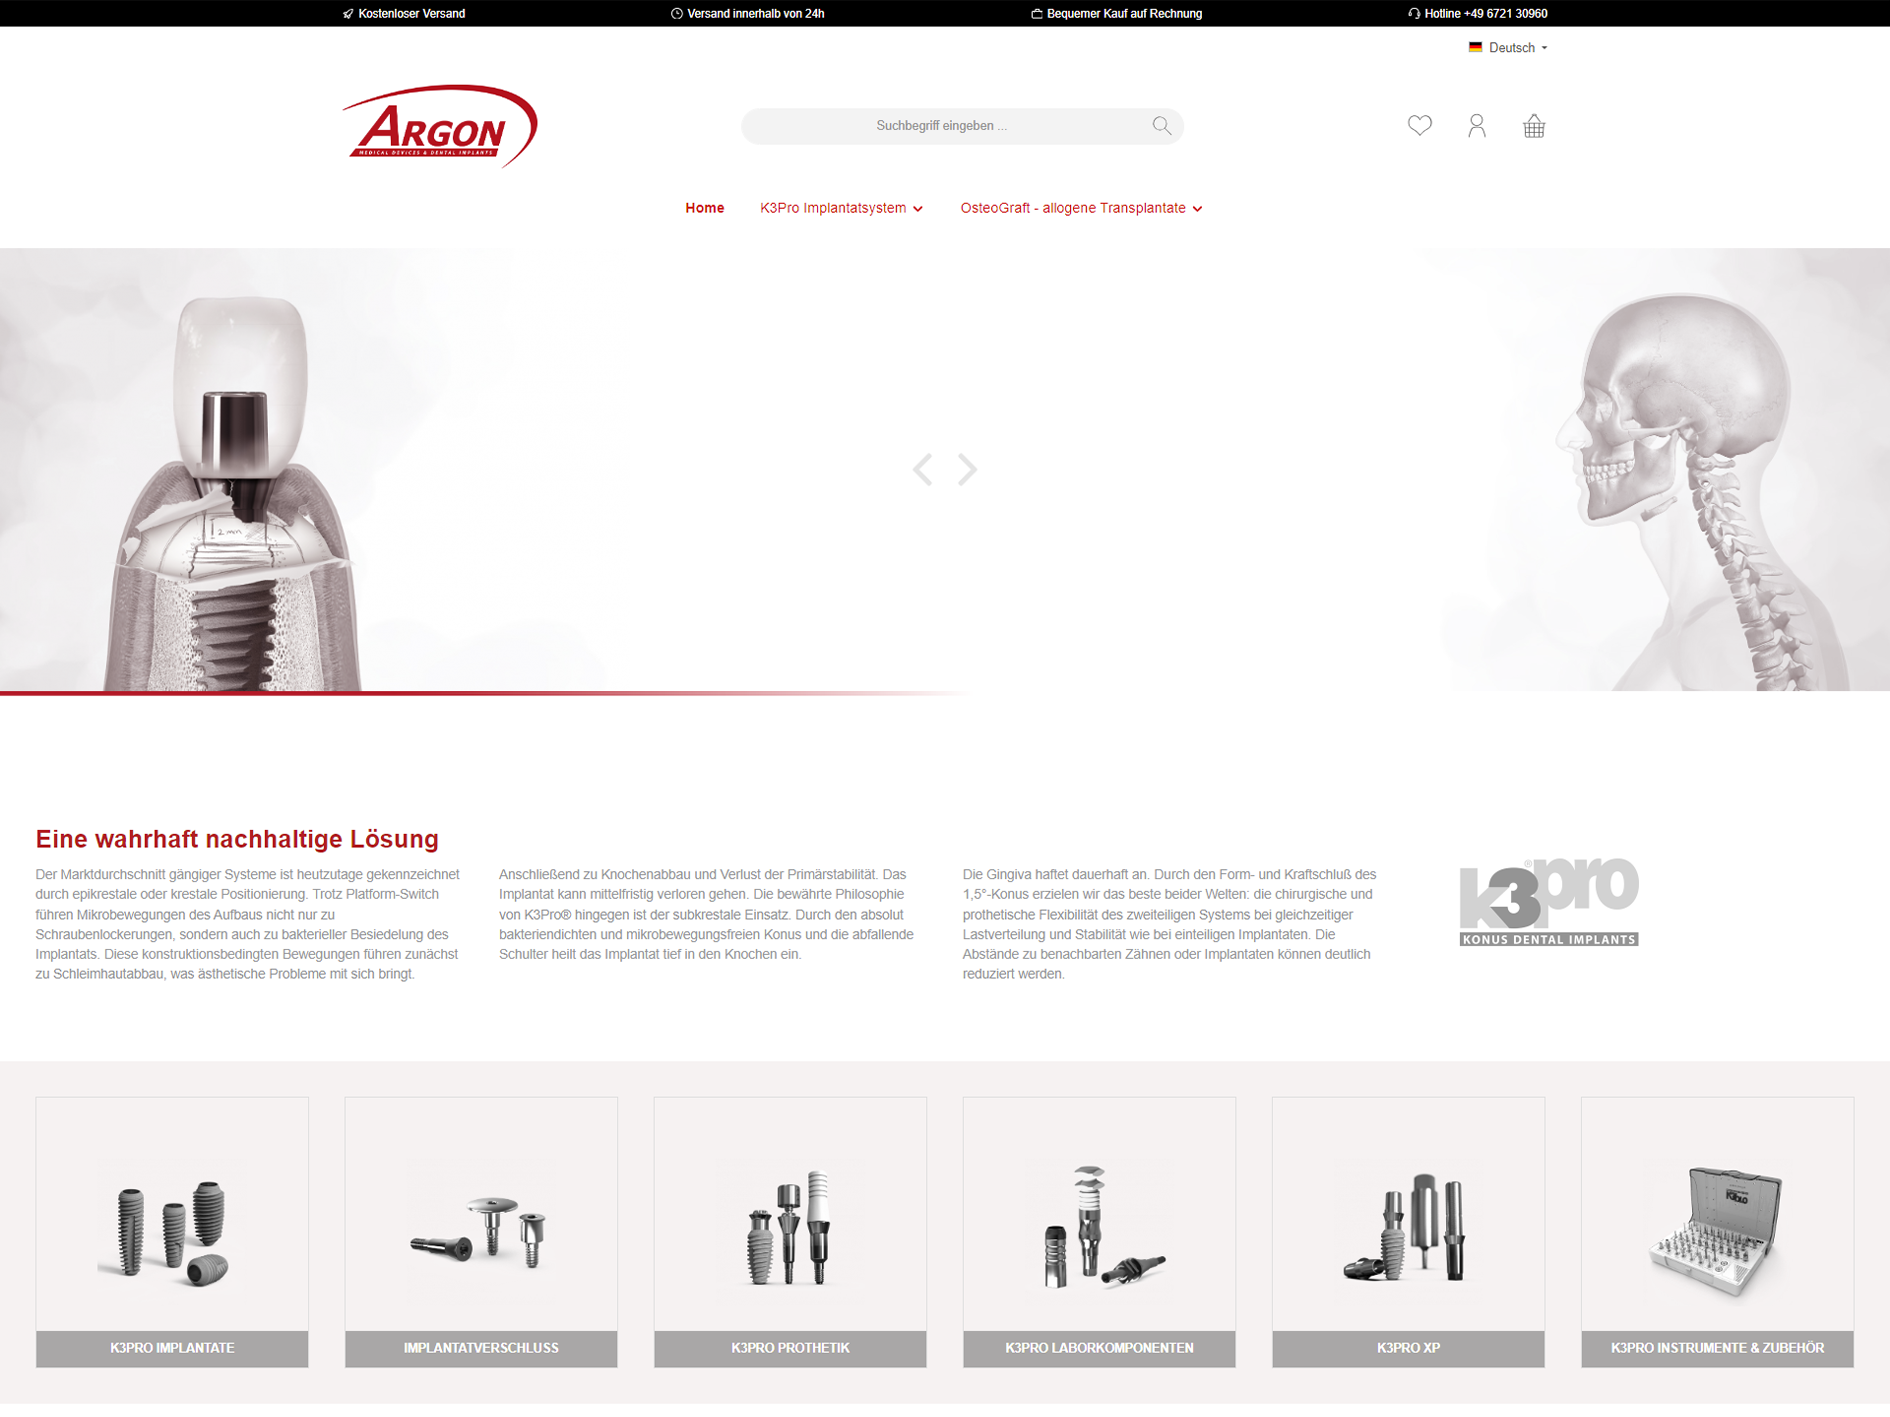 Kostenloser Versand
Versand innerhalb von 24h
Bequemer Kauf auf Rechnung
Hotline +49 6721 30960
Deutsch
ARGON
MEDICAL DEVICES & DENTAL IMPLANTS
Suchbegriff eingeben ...
Home
K3Pro Implantatsystem
OsteoGraft - allogene Transplantate
2 mm
Eine wahrhaft nachhaltige Lösung
Der Marktdurchschnitt gängiger Systeme ist heutzutage gekennzeichnet
durch epikrestale oder krestale Positionierung. Trotz Platform-Switch
führen Mikrobewegungen des Aufbaus nicht nur zu
Schraubenlockerungen, sondern auch zu bakterieller Besiedelung des
Implantats. Diese konstruktionsbedingten Bewegungen führen zunächst
zu Schleimhautabbau, was ästhetische Probleme mit sich bringt.
Anschließend zu Knochenabbau und Verlust der Primärstabilität. Das
Implantat kann mittelfristig verloren gehen. Die bewährte Philosophie
von K3Pro® hingegen ist der subkrestale Einsatz. Durch den absolut
bakteriendichten und mikrobewegungsfreien Konus und die abfallende
Schulter heilt das Implantat tief in den Knochen ein.
Die Gingiva haftet dauerhaft an. Durch den Form- und Kraftschluß des
1,5°-Konus erzielen wir das beste beider Welten: die chirurgische und
prothetische Flexibilität des zweiteiligen Systems bei gleichzeitiger
Lastverteilung und Stabilität wie bei einteiligen Implantaten. Die
Abstände zu benachbarten Zähnen oder Implantaten können deutlich
reduziert werden.
k3pro®
KONUS DENTAL IMPLANTS
K3PRO IMPLANTATE
IMPLANTATVERSCHLUSS
K3PRO PROTHETIK
K3PRO LABORKOMPONENTEN
K3PRO XP
K3PRO INSTRUMENTE & ZUBEHÖR